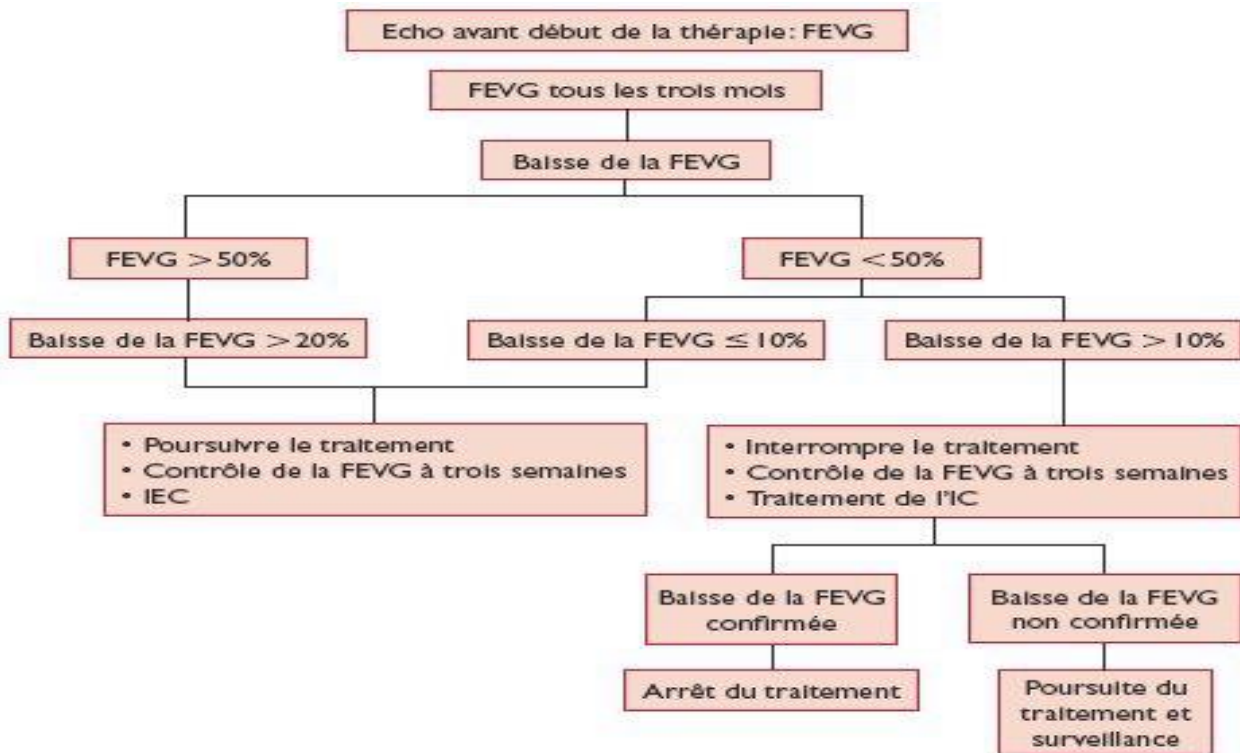 Echo avant début de la thérapie: FEVG
FEVG tous les trois mois
Baisse de la FEVG
FEVG > 50%
FEVG < 50%
Baisse de la FEVG > 20%
Baisse de la FEVG ≤ 10%
Baisse de la FEVG > 10%
• Poursuivre le traitement
• Contrôle de la FEVG à trois semaines
• IEC
• Interrompre le traitement
• Contrôle de la FEVG à trois semaines
• Traitement de l'IC
Baisse de la FEVG
confirmée
Baisse de la FEVG
non confirmée
Arrêt du traitement
Poursuite du
traitement et
surveillance